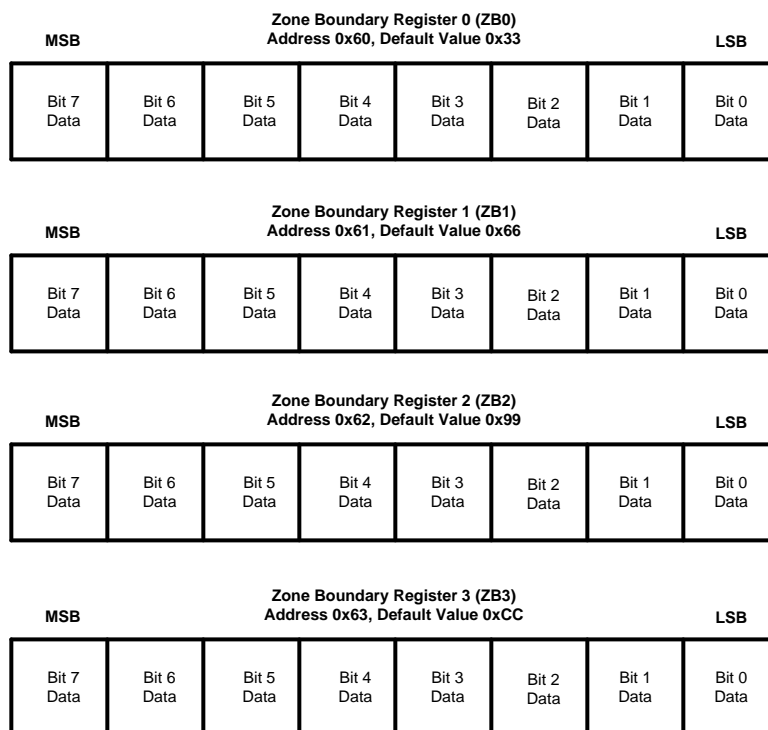 Zone Boundary Register 0 (ZB0)
MSB Address 0x60, Default Value 0x33 LSB
Bit 7 Bit 6 Bit 5 Bit 4 Bit 3 Bit 2 Bit 1 Bit 0
Data Data Data Data Data Data Data Data
Zone Boundary Register 1 (ZB1)
MSB Address 0x61, Default Value 0x66 LSB
Bit 7 Bit 6 Bit 5 Bit 4 Bit 3 Bit 2 Bit 1 Bit 0
Data Data Data Data Data Data Data Data
Zone Boundary Register 2 (ZB2)
MSB Address 0x62, Default Value 0x99 LSB
Bit 7 Bit 6 Bit 5 Bit 4 Bit 3 Bit 2 Bit 1 Bit 0
Data Data Data Data Data Data Data Data
Zone Boundary Register 3 (ZB3)
MSB Address 0x63, Default Value 0xCC LSB
Bit 7 Bit 6 Bit 5 Bit 4 Bit 3 Bit 2 Bit 1 Bit 0
Data Data Data Data Data Data Data Data